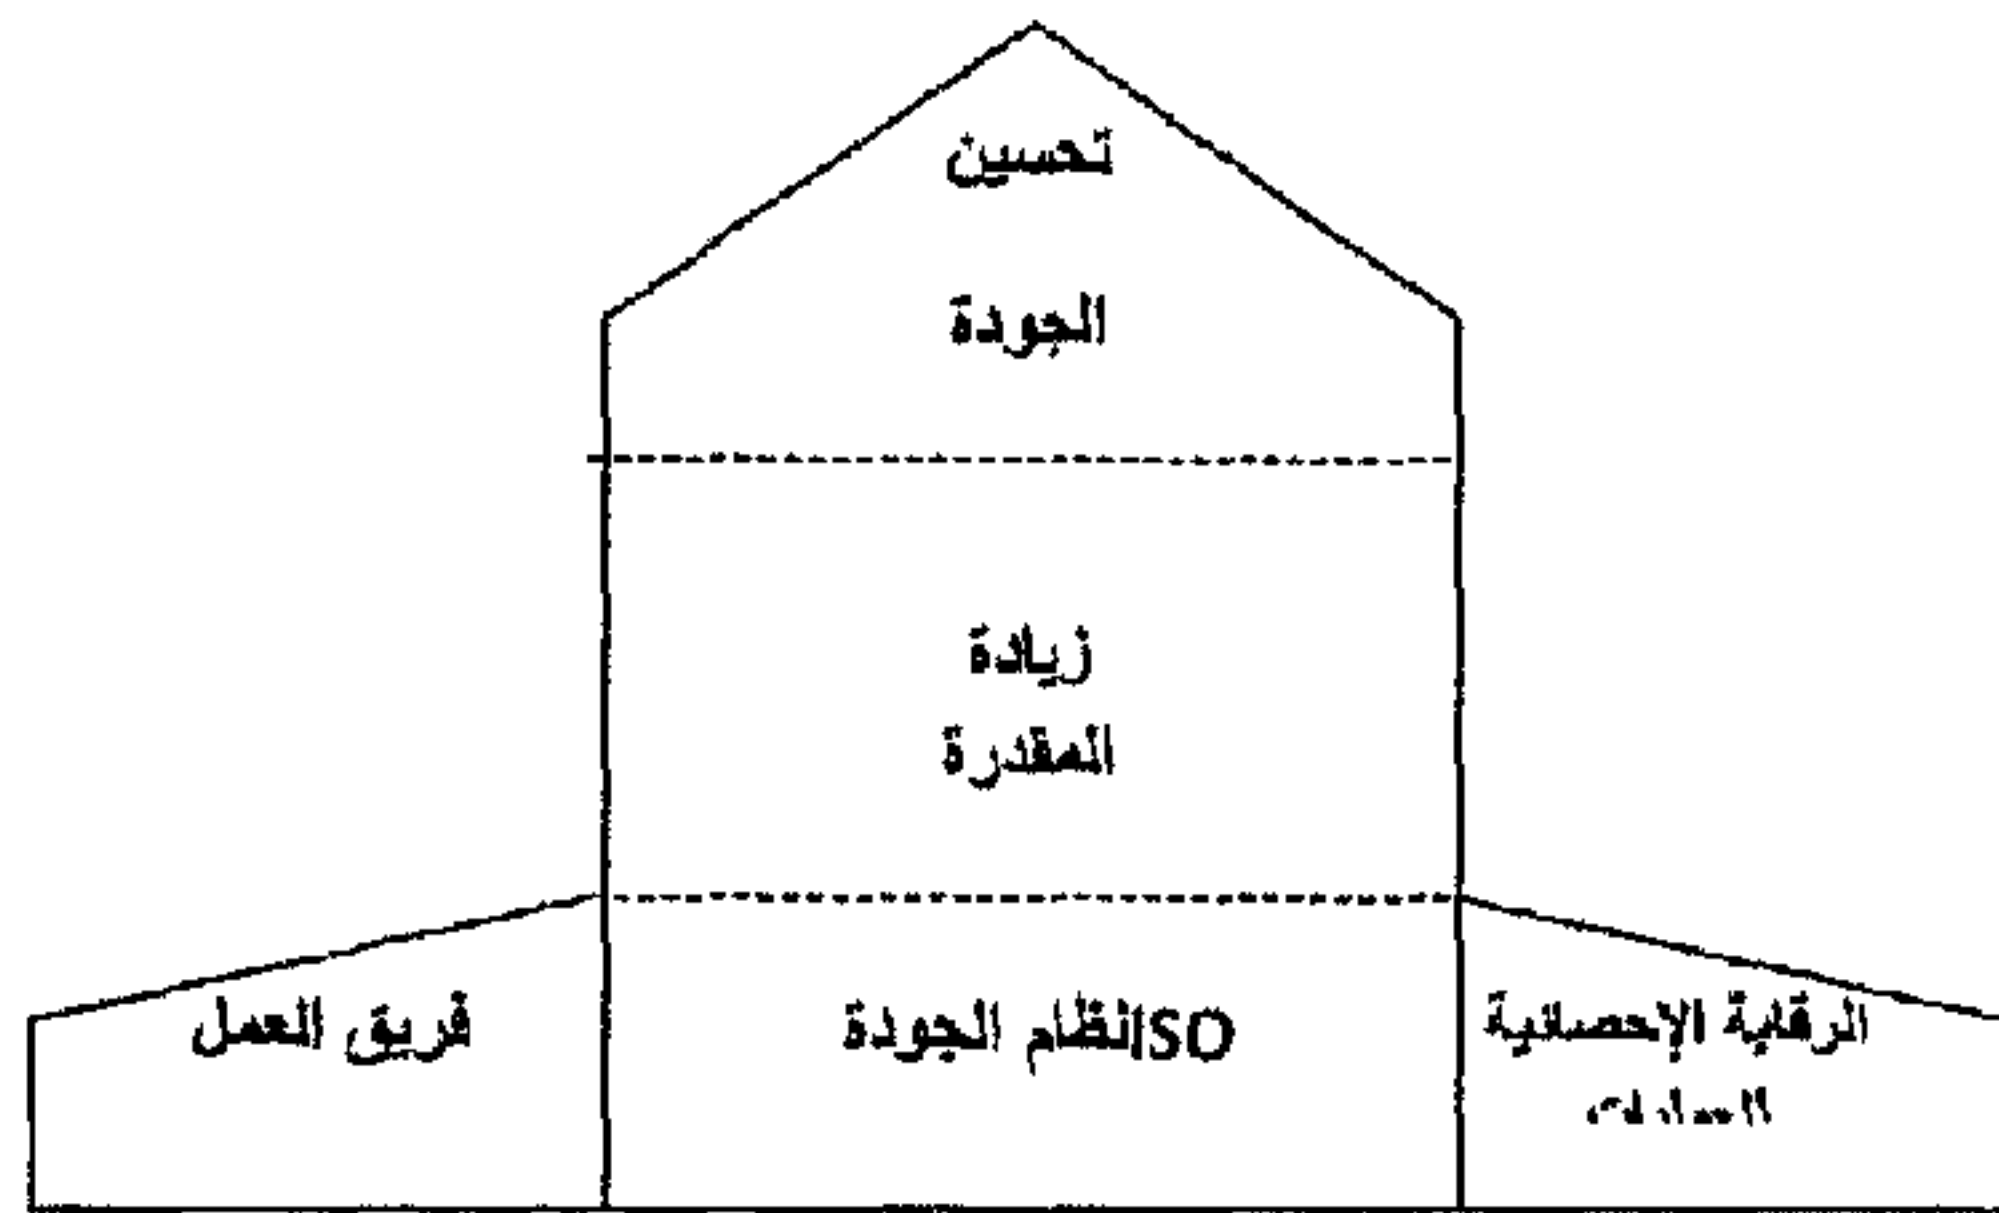 تحسين
الجودة
زيادة
المقدرة
الرقابة الإحصائية
ISOنظام الجودة
فريق العمل